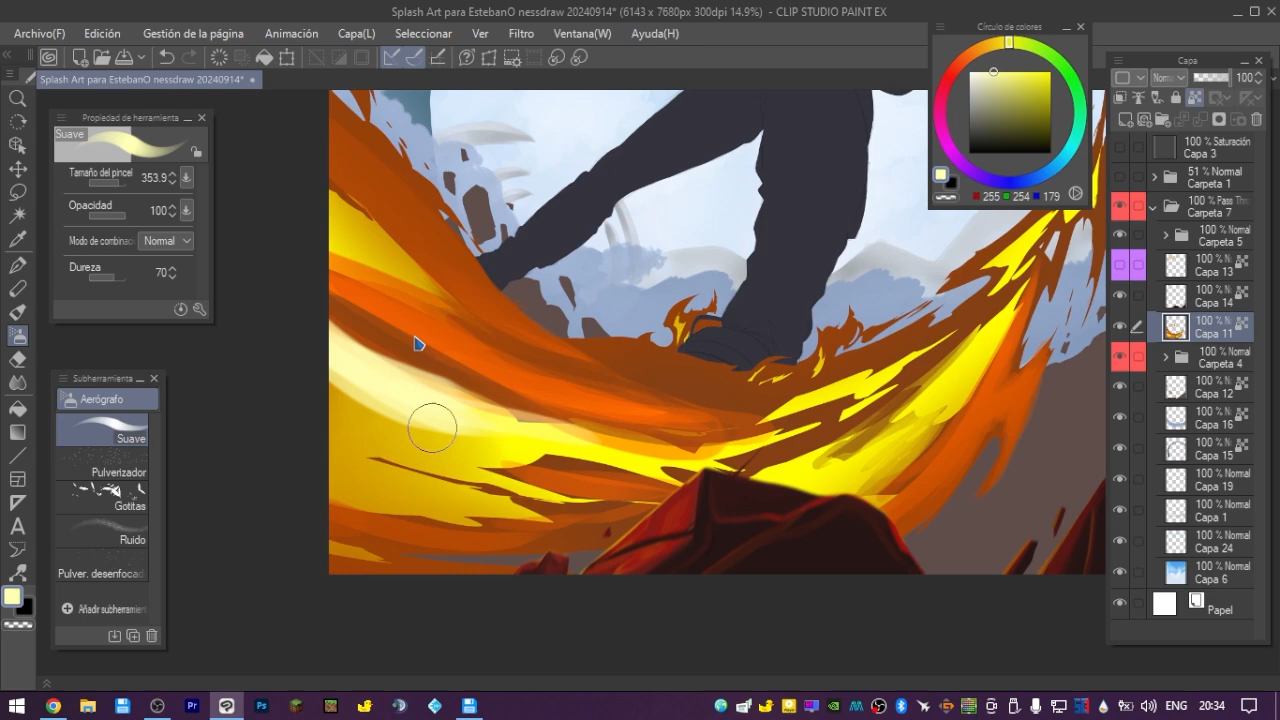 Splash Art para EstebanO nessdraw 20240914* (6143 x 7680px 300dpi 14.9%) - CLIP STUDIO PAINT EX
Archivo(F) Edición Gestión de la página Animación Capa(L) Seleccionar Ver Filtro Ventana(W) Ayuda(H)
Splash Art para EstebanO nessdraw 20240914*
Propiedad de herramienta
Suave
Tamaño del pincel 353.9
Opacidad 100
Modo de combinac Normal
Dureza 70
Subherramienta
Aerógrafo
Suave
Pulverizador
Gotitas
Ruido
Pulver. desenfocad
Añadir subherramient
Círculo de colores
255 254 179
Capa
Norm 100
100 % Saturación
Capa 3
51 % Normal
Carpeta 1
100 % Pass Thr
Carpeta 7
100 % Normal
Carpeta 5
100 % N
Capa 13
100 % N
Capa 14
100 % N
Capa 11
100 % Normal
Carpeta 4
100 % N
Capa 12
100 % N
Capa 16
100 % N
Capa 15
100 % Normal
Capa 19
100 % Normal
Capa 1
100 % Normal
Capa 24
100 % Normal
Capa 6
Papel
ENG 20:34